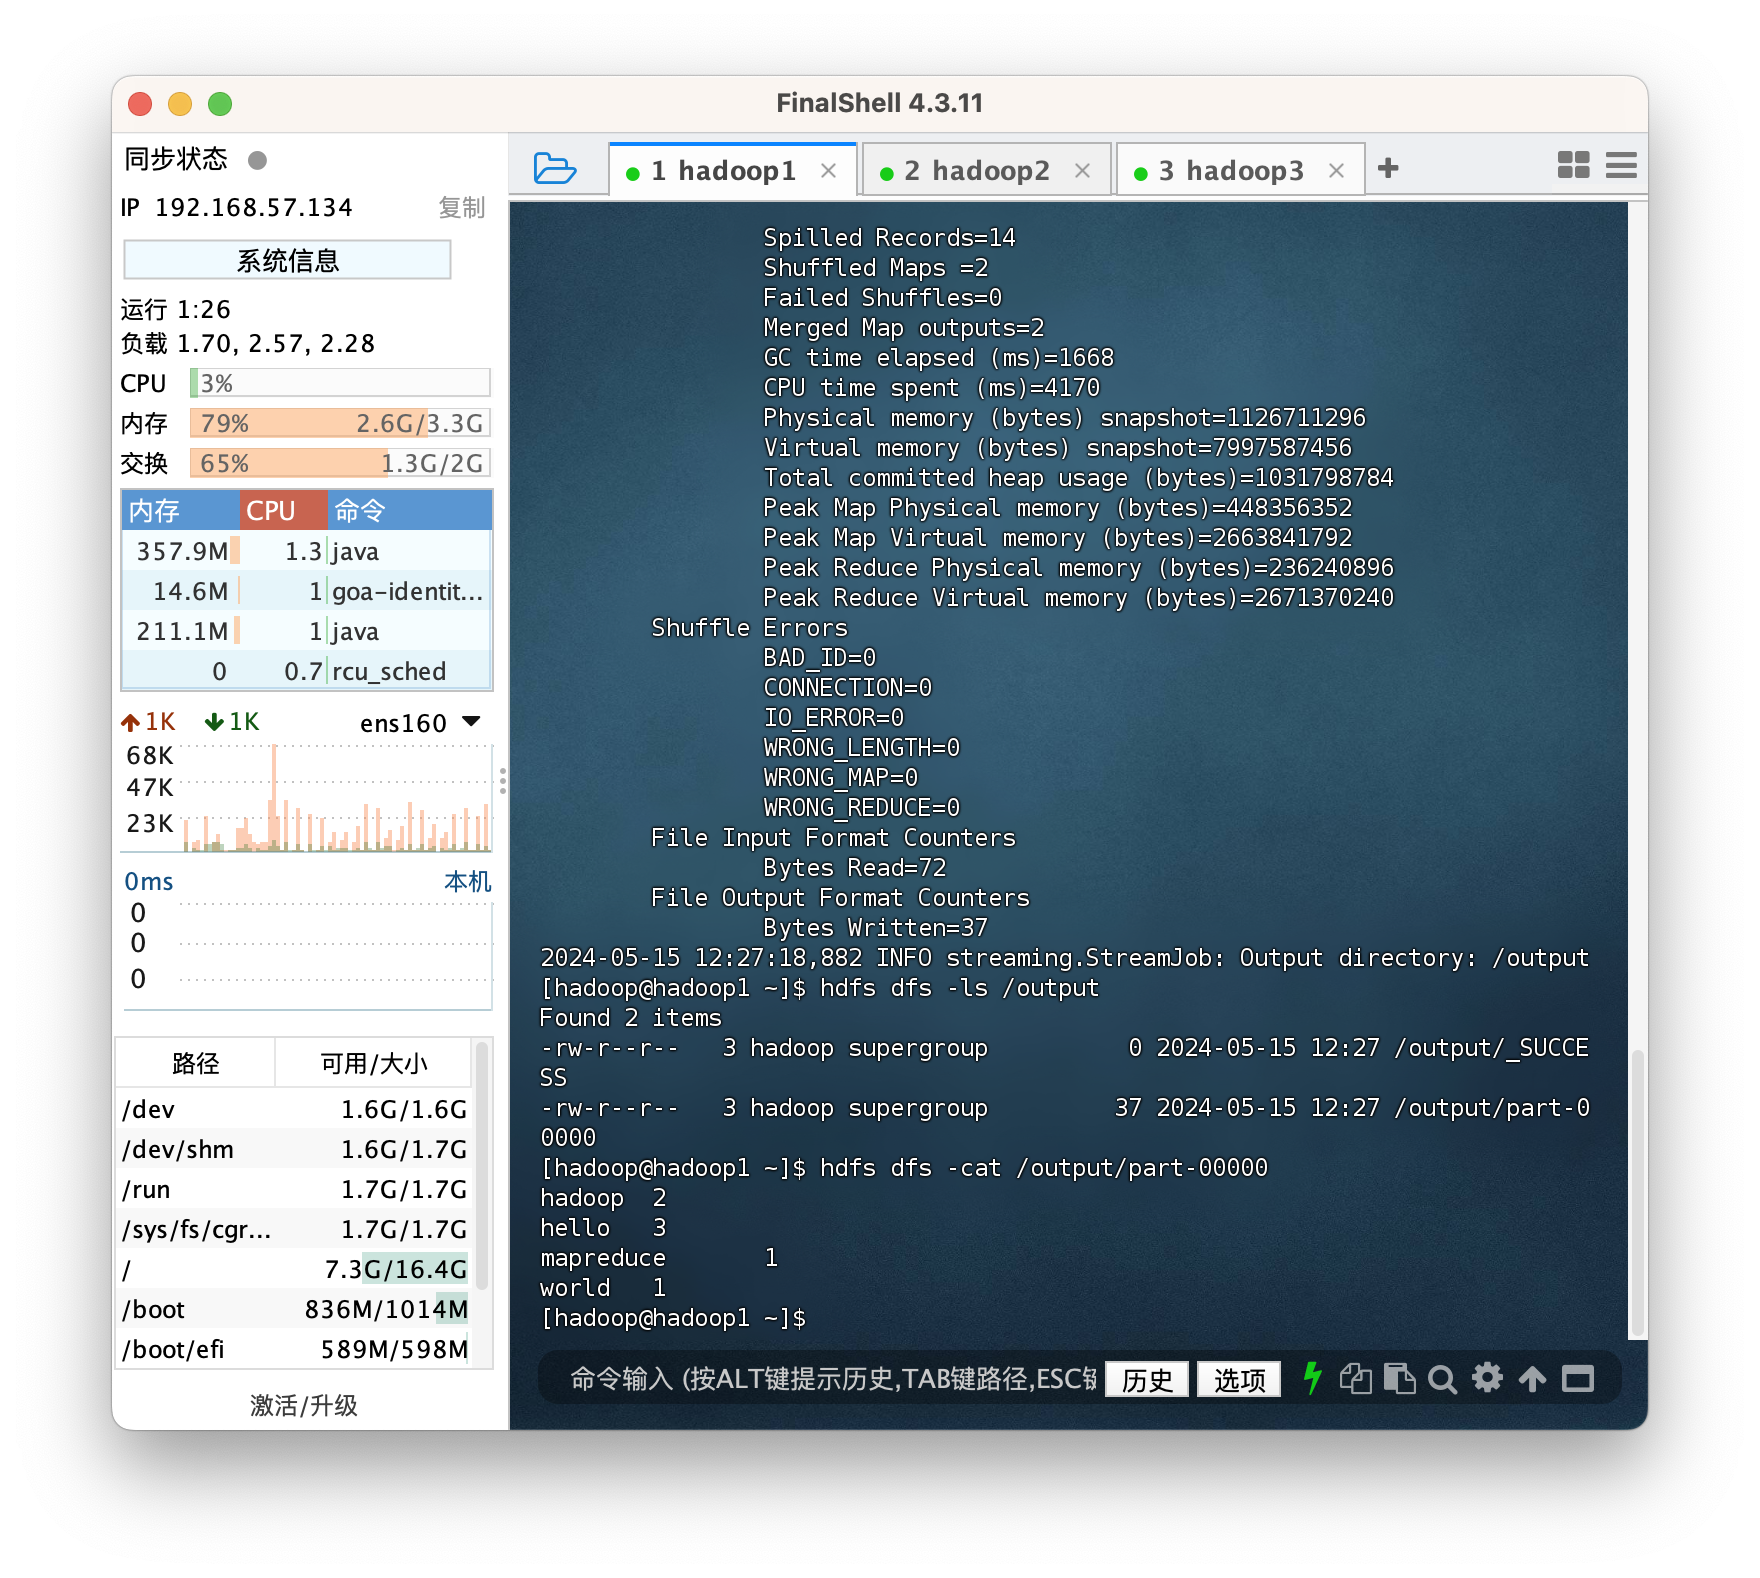 FinalShell 4.3.11
同步状态
IP 192.168.57.134 复制
系统信息
运行 1:26
负载 1.70, 2.57, 2.28
CPU 3%
内存 79% 2.6G/3.3G
交换 65% 1.3G/2G
内存 CPU 命令
357.9M 1.3 java
14.6M 1 goa-identit...
211.1M 1 java
0 0.7 rcu_sched
1K 1K ens160
68K
47K
23K
0ms 本机
0
0
0
路径 可用/大小
/dev 1.6G/1.6G
/dev/shm 1.6G/1.7G
/run 1.7G/1.7G
/sys/fs/cgr... 1.7G/1.7G
/ 7.3G/16.4G
/boot 836M/1014M
/boot/efi 589M/598M
激活/升级
1 hadoop1 2 hadoop2 3 hadoop3
Spilled Records=14
Shuffled Maps =2
Failed Shuffles=0
Merged Map outputs=2
GC time elapsed (ms)=1668
CPU time spent (ms)=4170
Physical memory (bytes) snapshot=1126711296
Virtual memory (bytes) snapshot=7997587456
Total committed heap usage (bytes)=1031798784
Peak Map Physical memory (bytes)=448356352
Peak Map Virtual memory (bytes)=2663841792
Peak Reduce Physical memory (bytes)=236240896
Peak Reduce Virtual memory (bytes)=2671370240
Shuffle Errors
BAD_ID=0
CONNECTION=0
IO_ERROR=0
WRONG_LENGTH=0
WRONG_MAP=0
WRONG_REDUCE=0
File Input Format Counters
Bytes Read=72
File Output Format Counters
Bytes Written=37
2024-05-15 12:27:18,882 INFO streaming.StreamJob: Output directory: /output
[hadoop@hadoop1 ~]$ hdfs dfs -ls /output
Found 2 items
-rw-r--r--   3 hadoop supergroup          0 2024-05-15 12:27 /output/_SUCCE
SS
-rw-r--r--   3 hadoop supergroup         37 2024-05-15 12:27 /output/part-0
0000
[hadoop@hadoop1 ~]$ hdfs dfs -cat /output/part-00000
hadoop  2
hello   3
mapreduce       1
world   1
[hadoop@hadoop1 ~]$
命令输入 (按ALT键提示历史,TAB键路径,ESC键 历史 选项